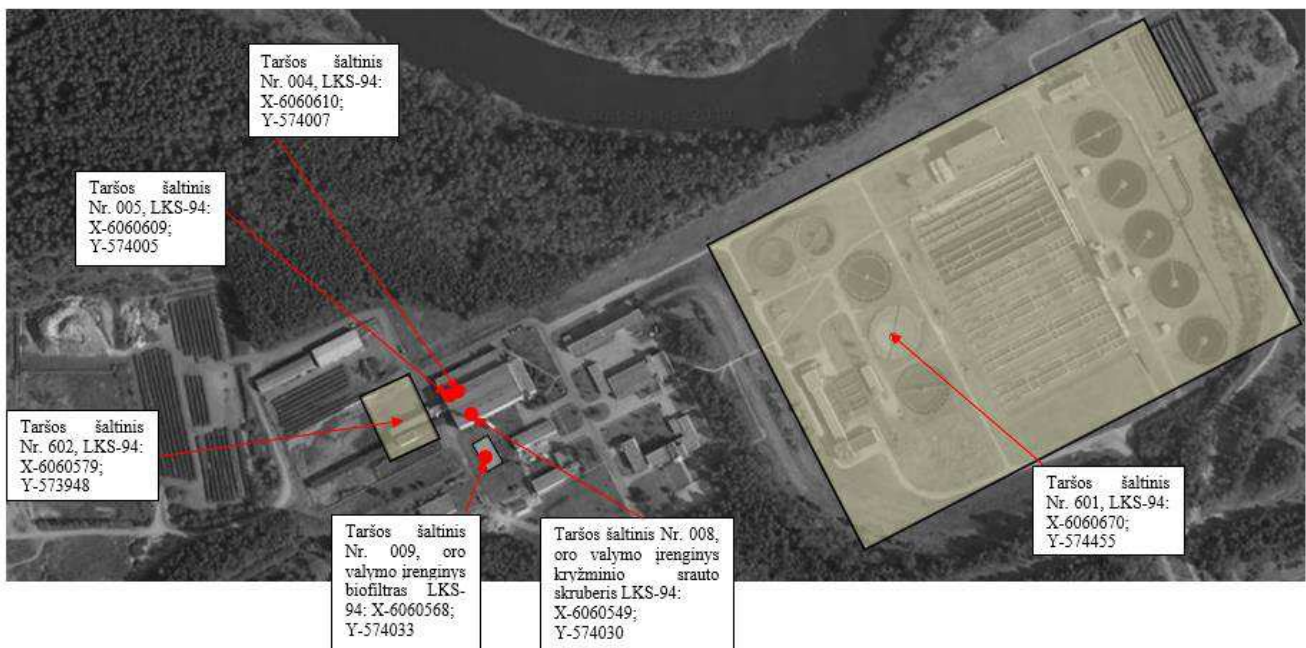 Taršos šaltinis
Nr. 004, LKS-94:
X-6060610;
Y-574007
Taršos šaltinis
Nr. 005, LKS-94:
X-6060609;
Y-574005
Taršos šaltinis
Nr. 602, LKS-94:
X-6060579;
Y-573948
Taršos šaltinis
Nr. 009, oro
valymo įrenginys
biofiltras LKS-
94: X-6060568;
Y-574033
Taršos šaltinis Nr. 008,
oro valymo įrenginys
kryžminio srauto
skruberis LKS-94:
X-6060549;
Y-574030
Taršos šaltinis
Nr. 601, LKS-94:
X-6060670;
Y-574455